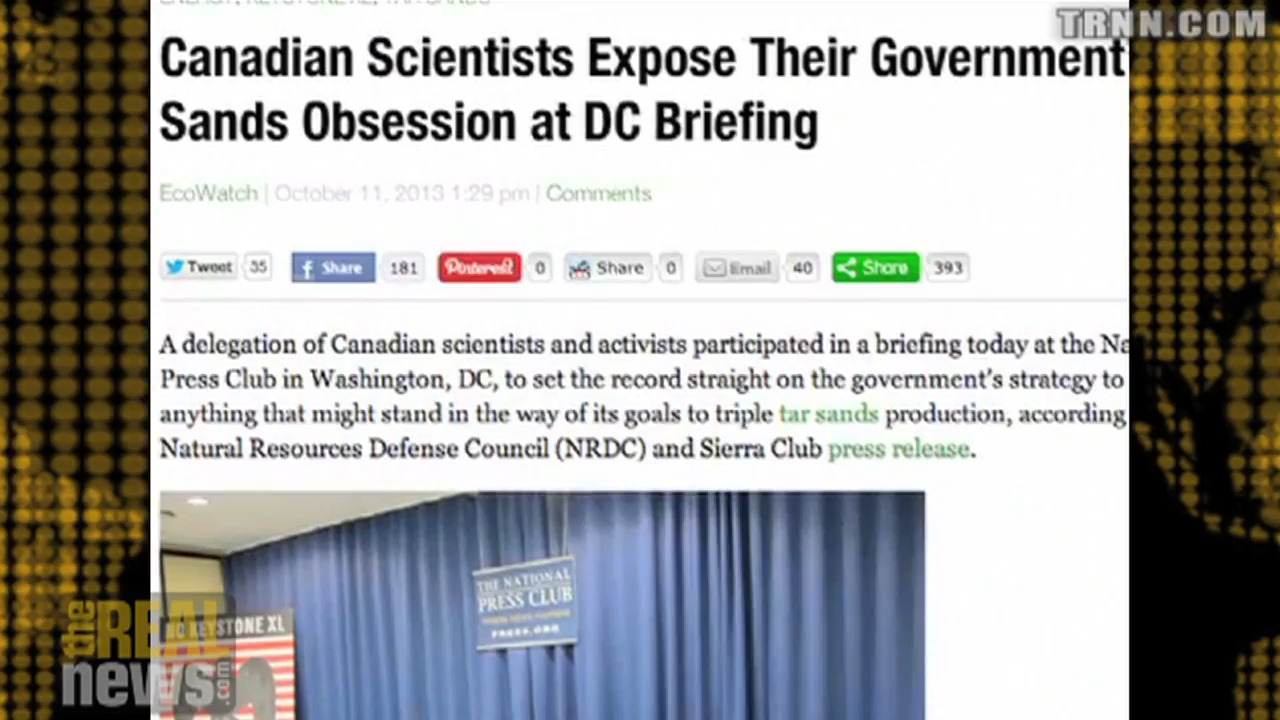 TRNN.COM
Canadian Scientists Expose Their Government
Sands Obsession at DC Briefing
EcoWatch | October 11, 2013 1:29 pm | Comments
Tweet 35 Share 181 Pinterest 0 Share 0 Email 40 Share 393
A delegation of Canadian scientists and activists participated in a briefing today at the Na
Press Club in Washington, DC, to set the record straight on the government's strategy to
anything that might stand in the way of its goals to triple tar sands production, according
Natural Resources Defense Council (NRDC) and Sierra Club press release.
THE NATIONAL
PRESS CLUB
PRESS.ORG
KEYSTONE XL
the REAL
news.com